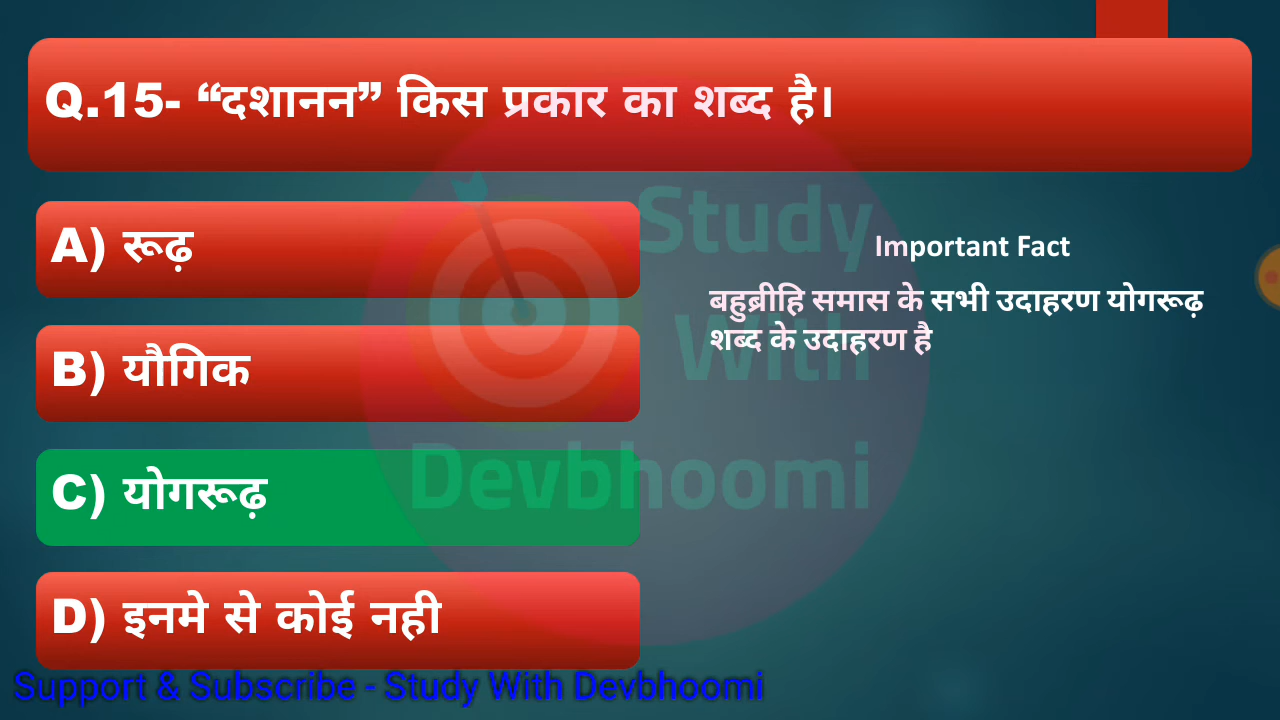 Q.15- “दशानन” किस प्रकार का शब्द है।
A) रूढ़
B) यौगिक
C) योगरूढ़
D) इनमे से कोई नही
Important Fact
बहुब्रीहि समास के सभी उदाहरण योगरूढ़
शब्द के उदाहरण है
Study
With
Devbhoomi
Support & Subscribe - Study With Devbhoomi